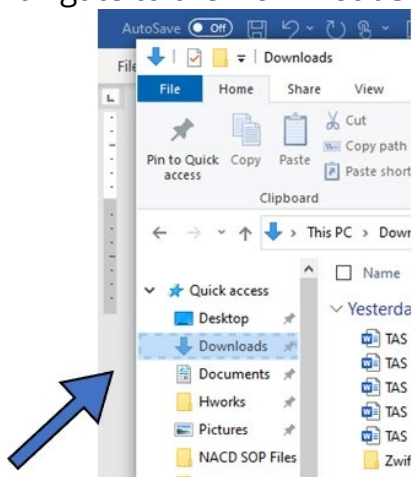 AutoSave Off
File
Downloads
File Home Share View
Pin to Quick access
Copy
Paste
Cut
Copy path
Paste short
Clipboard
This PC > Down
Name
Quick access
Yesterda
Desktop
TAS
Downloads
TAS
Documents
TAS
Hworks
TAS
Pictures
TAS
NACD SOP Files
Zwif